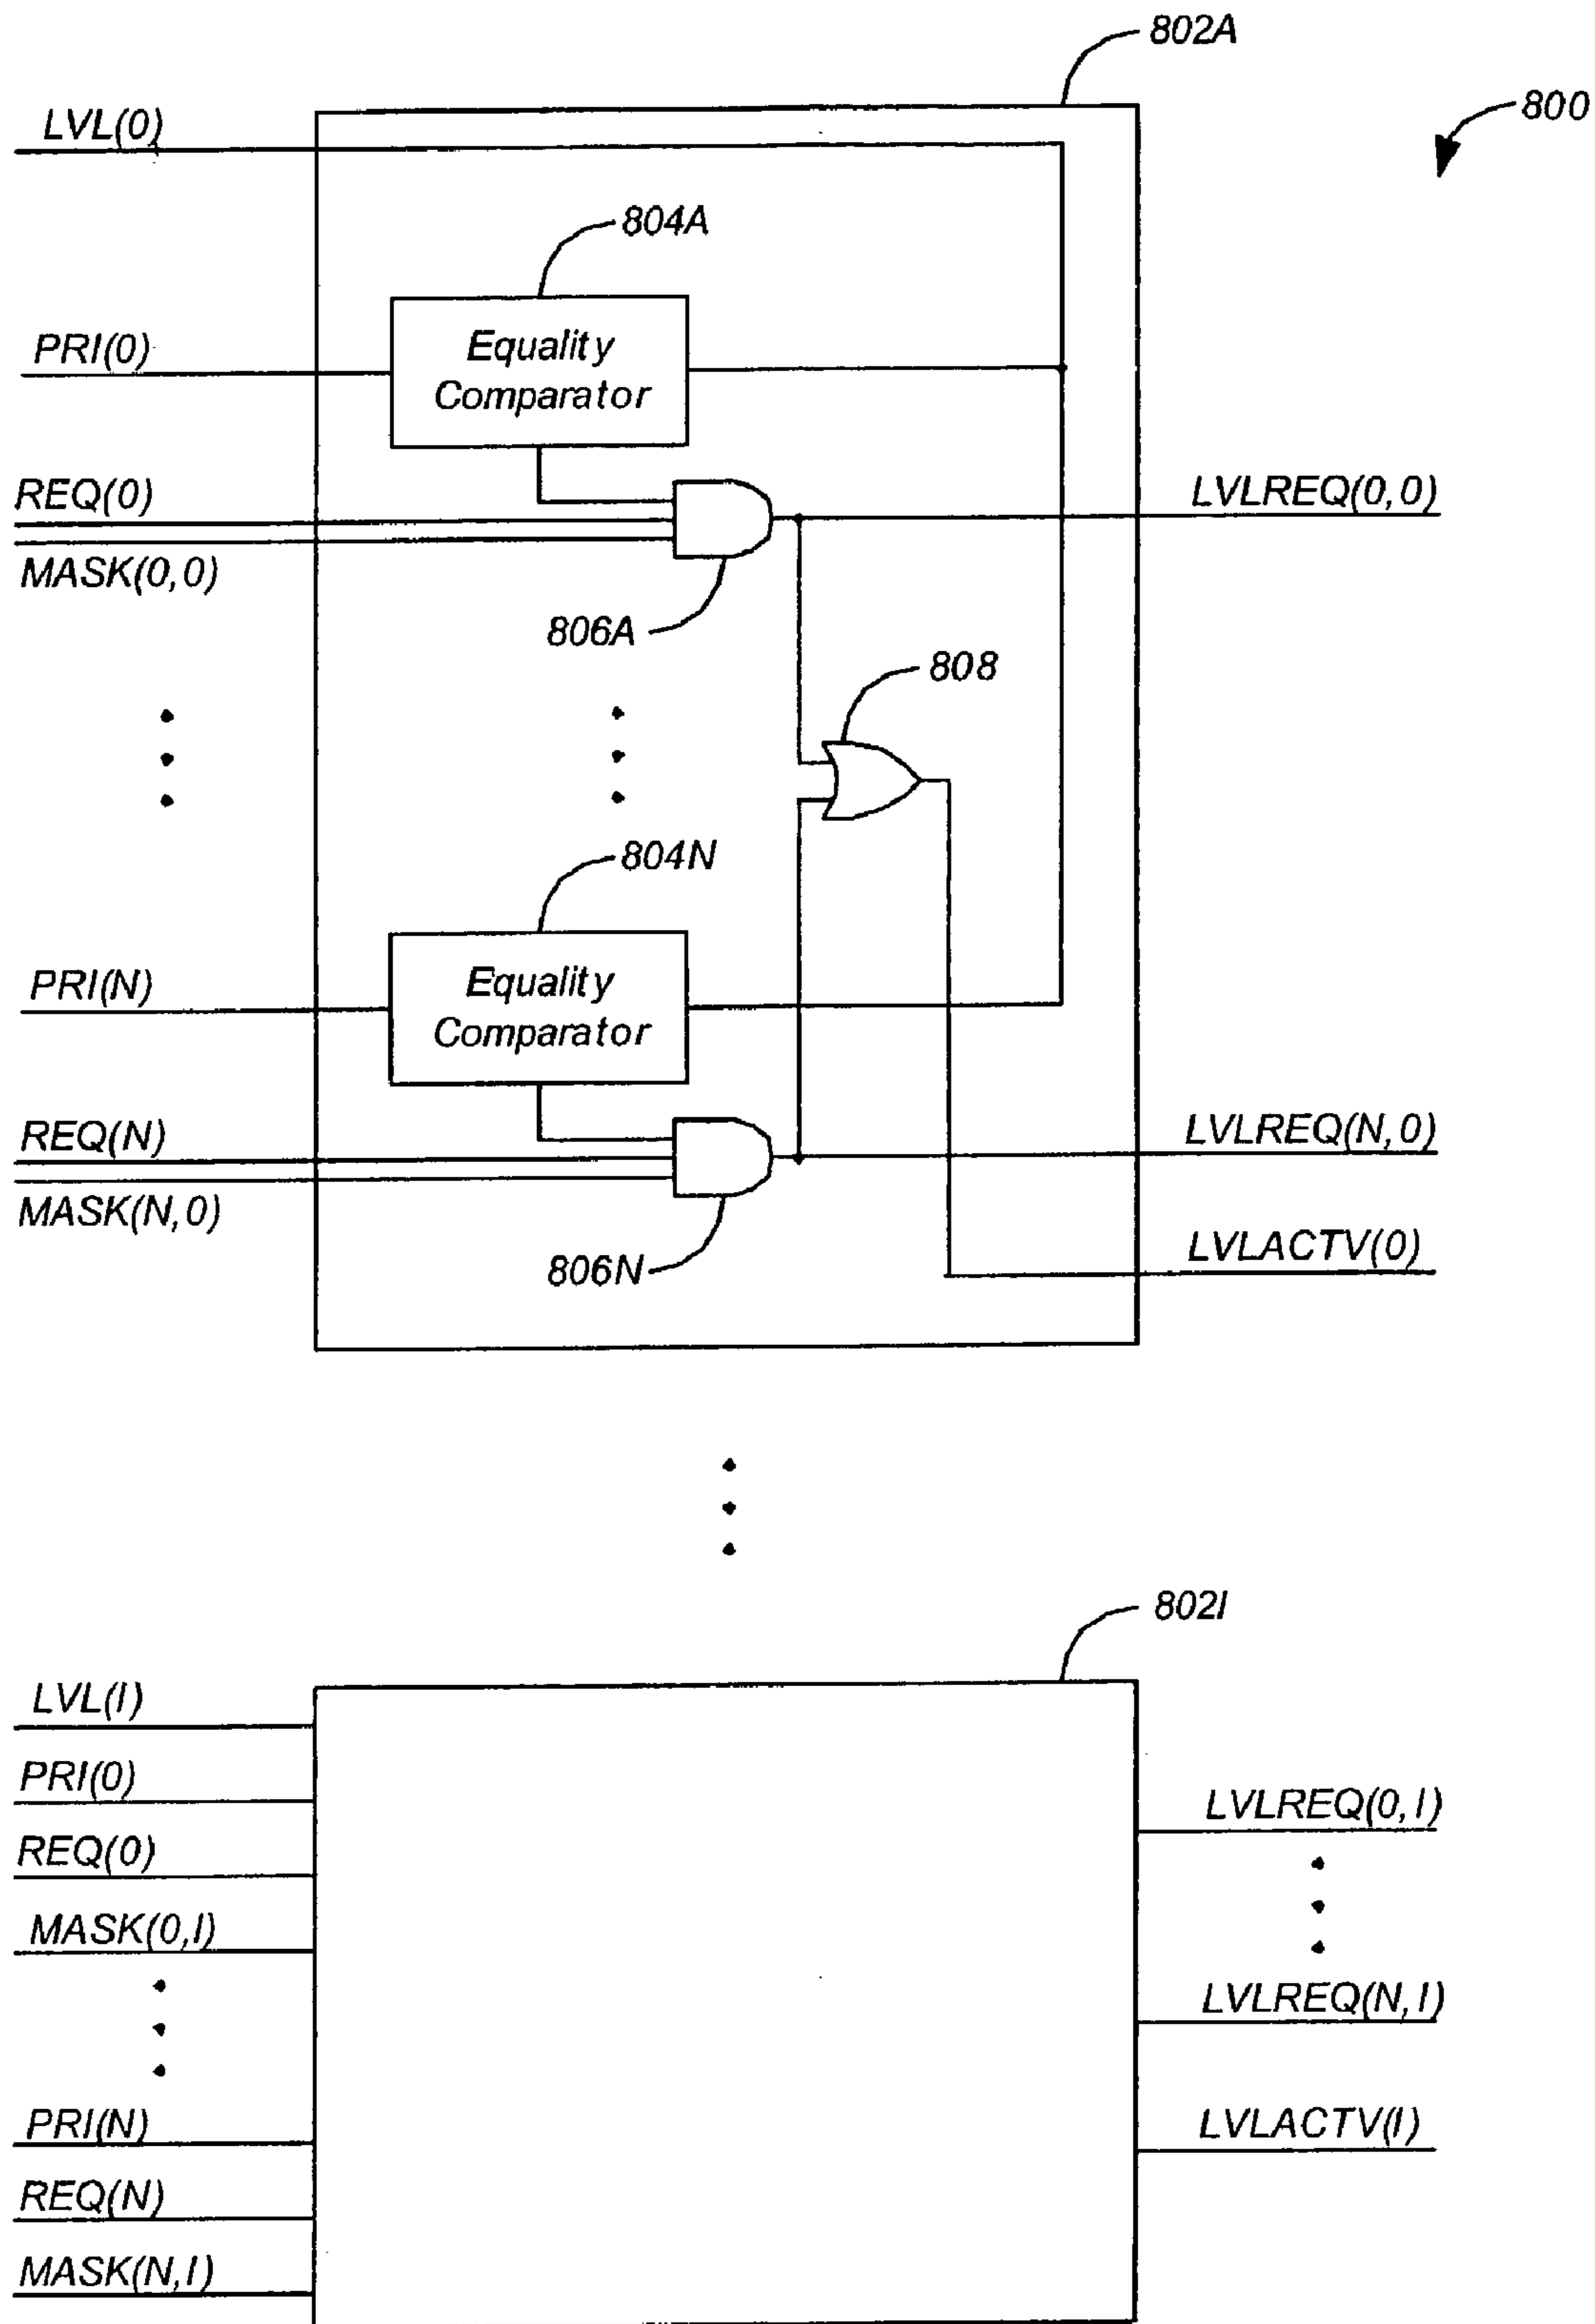 802A
800
LVL(0)
804A
PRI(0)
Equality
Comparator
REQ(0)
LVLREQ(0,0)
MASK(0,0)
806A
808
804N
PRI(N)
Equality
Comparator
REQ(N)
LVLREQ(N,0)
MASK(N,0)
LVLACTV(0)
806N
802I
LVL(I)
PRI(0)
LVLREQ(0,I)
REQ(0)
MASK(0,I)
LVLREQ(N,I)
PRI(N)
LVLACTV(I)
REQ(N)
MASK(N,I)